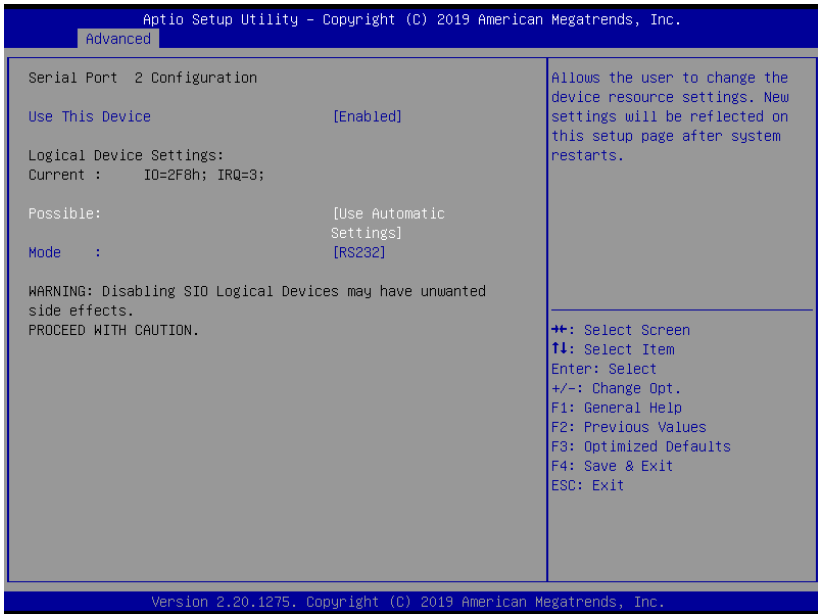 Aptio Setup Utility – Copyright (C) 2019 American Megatrends, Inc.
Advanced
Serial Port  2 Configuration
Use This Device [Enabled]
Logical Device Settings:
Current : IO=2F8h; IRQ=3;
Possible: [Use Automatic
Settings]
Mode : [RS232]
WARNING: Disabling SIO Logical Devices may have unwanted
side effects.
PROCEED WITH CAUTION.
Allows the user to change the
device resource settings. New
settings will be reflected on
this setup page after system
restarts.
→←: Select Screen
↑↓: Select Item
Enter: Select
+/-: Change Opt.
F1: General Help
F2: Previous Values
F3: Optimized Defaults
F4: Save & Exit
ESC: Exit
Version 2.20.1275. Copyright (C) 2019 American Megatrends, Inc.